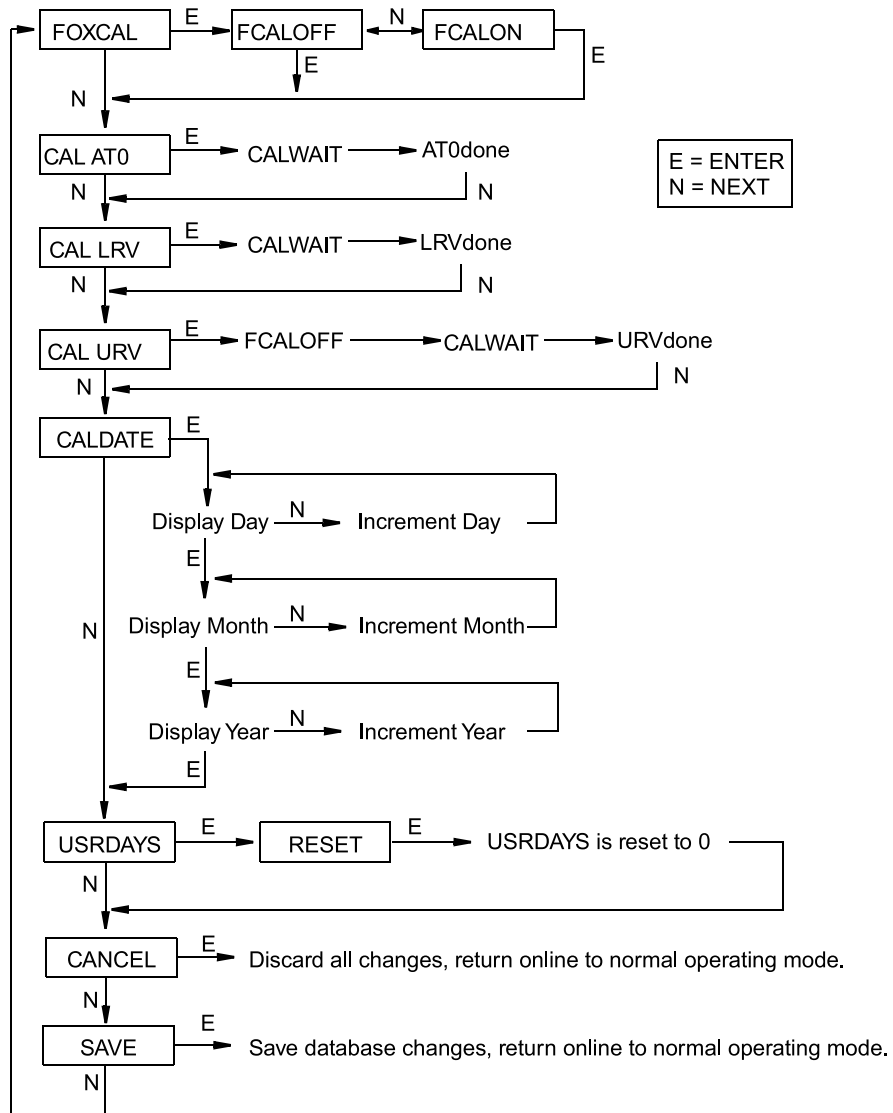 FOXCAL E FCALOFF N FCALON
E E
N
CAL AT0 E CALWAIT AT0done
E = ENTER
N = NEXT
N N
CAL LRV E CALWAIT LRVdone
N N
CAL URV E FCALOFF CALWAIT URVdone
N N
CALDATE E
Display Day N Increment Day
E
N Display Month N Increment Month
E
Display Year N Increment Year
E
USRDAYS E RESET E USRDAYS is reset to 0
N
CANCEL E Discard all changes, return online to normal operating mode.
N
SAVE E Save database changes, return online to normal operating mode.
N